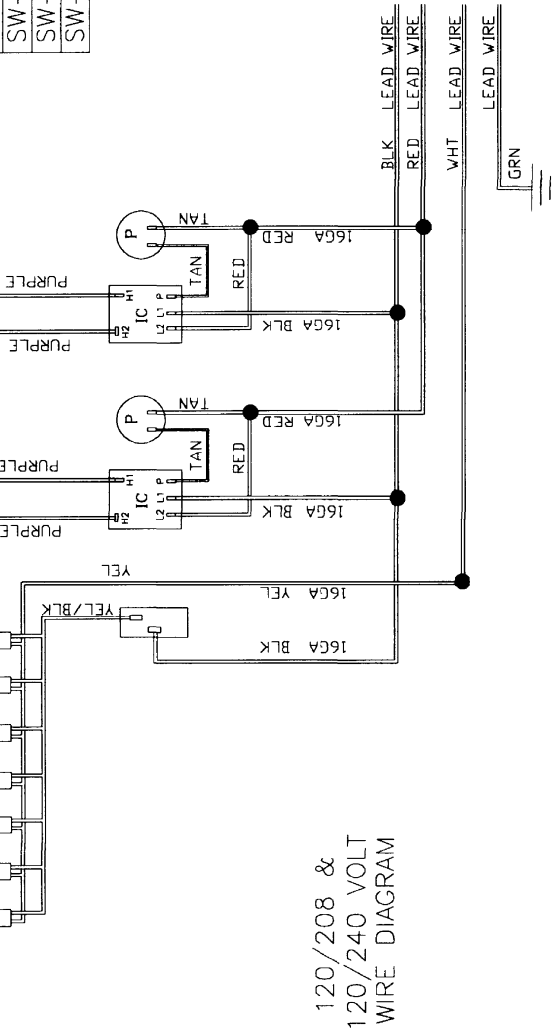 SW-
SW-
SW-
BLK LEAD WIRE
RED LEAD WIRE
WHT LEAD WIRE
LEAD WIRE
GRN
PURPLE
PURPLE
H1
H2
IC
P
L1
L2
P
TAN
TAN
RED
16GA RED
16GA BLK
PURPLE
PURPLE
H1
H2
IC
P
L1
L2
P
TAN
TAN
RED
16GA RED
16GA BLK
YEL
16GA YEL
YEL/BLK
16GA BLK
120/208 &
120/240 VOLT
WIRE DIAGRAM